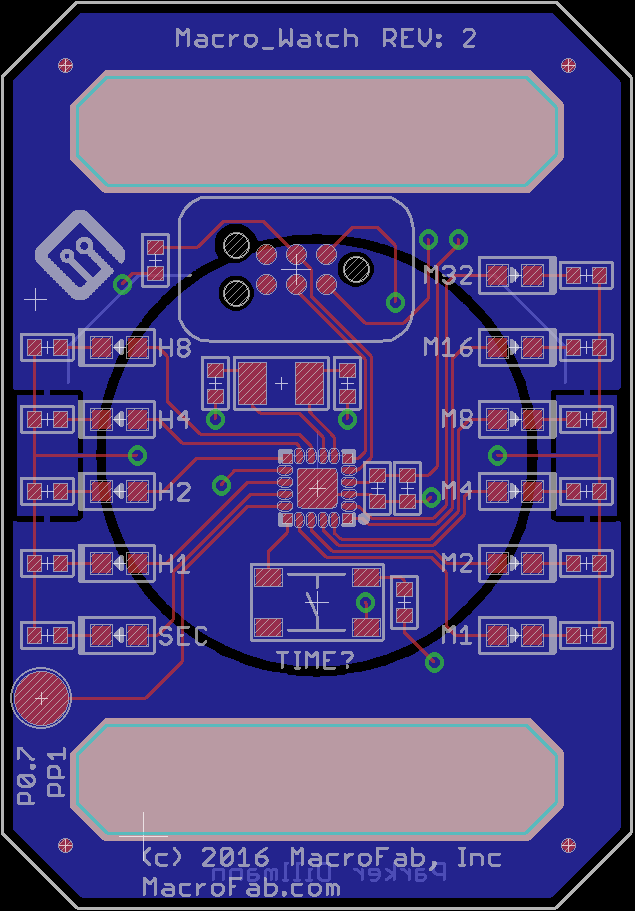 Macro_Watch REV: 2
M32
H8
M16
H4
M8
H2
M4
H1
M2
SEC
M1
TIME?
P0.7
PP1
(c) 2016 MacroFab, Inc
Parker Dillmann
MacroFab.com